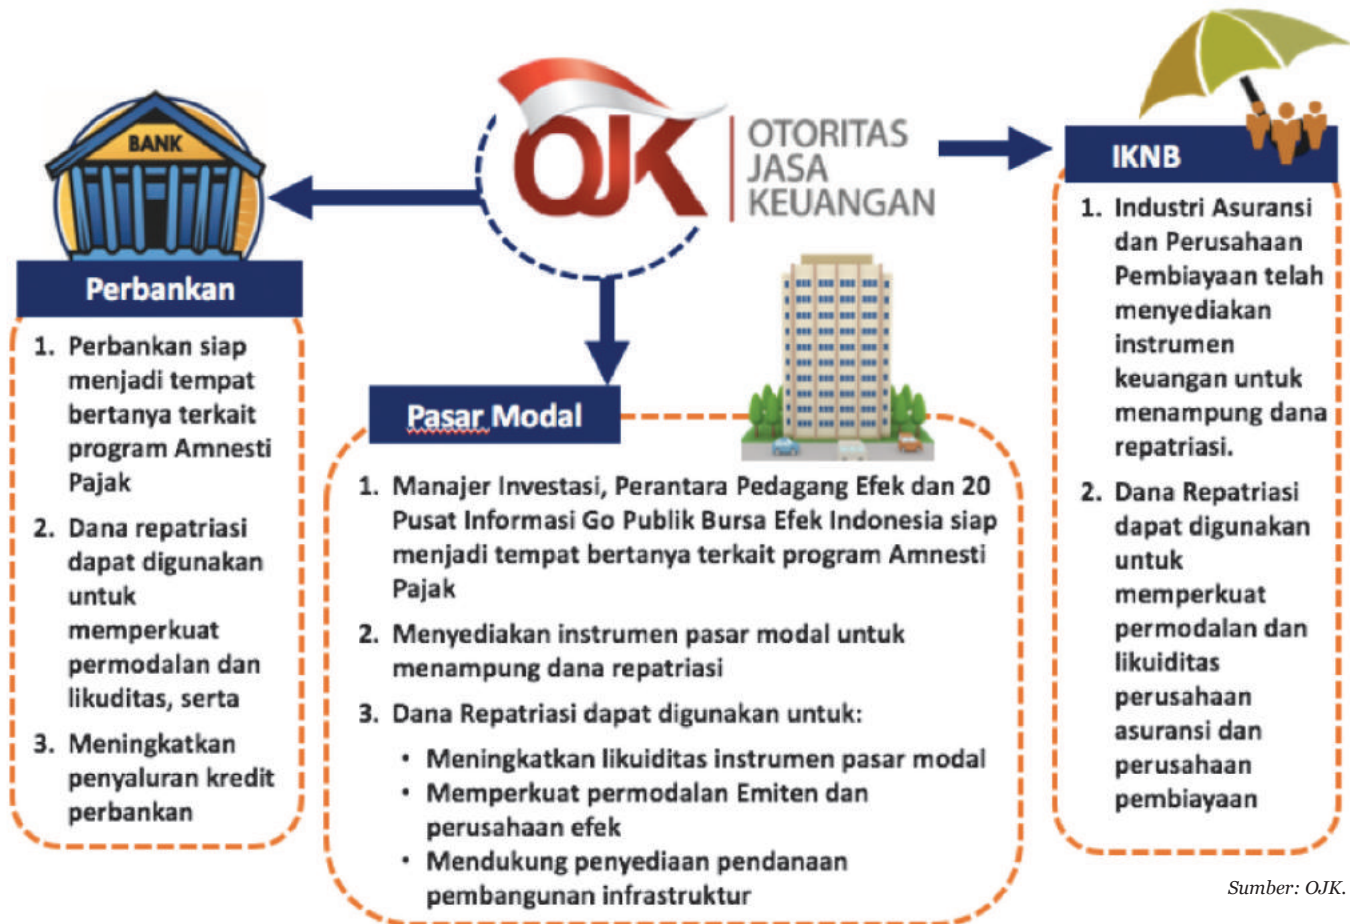 OJK
OTORITAS
JASA
KEUANGAN
BANK
Perbankan
1. Perbankan siap
menjadi tempat
bertanya terkait
program Amnesti
Pajak
2. Dana repatriasi
dapat digunakan
untuk
memperkuat
permodalan dan
likuditas, serta
3. Meningkatkan
penyaluran kredit
perbankan
Pasar Modal
1. Manajer Investasi, Perantara Pedagang Efek dan 20
Pusat Informasi Go Publik Bursa Efek Indonesia siap
menjadi tempat bertanya terkait program Amnesti
Pajak
2. Menyediakan instrumen pasar modal untuk
menampung dana repatriasi
3. Dana Repatriasi dapat digunakan untuk:
• Meningkatkan likuiditas instrumen pasar modal
• Memperkuat permodalan Emiten dan
perusahaan efek
• Mendukung penyediaan pendanaan
pembangunan infrastruktur
IKNB
1. Industri Asuransi
dan Perusahaan
Pembiayaan telah
menyediakan
instrumen
keuangan untuk
menampung dana
repatriasi.
2. Dana Repatriasi
dapat digunakan
untuk
memperkuat
permodalan dan
likuiditas
perusahaan
asuransi dan
perusahaan
pembiayaan
Sumber: OJK.